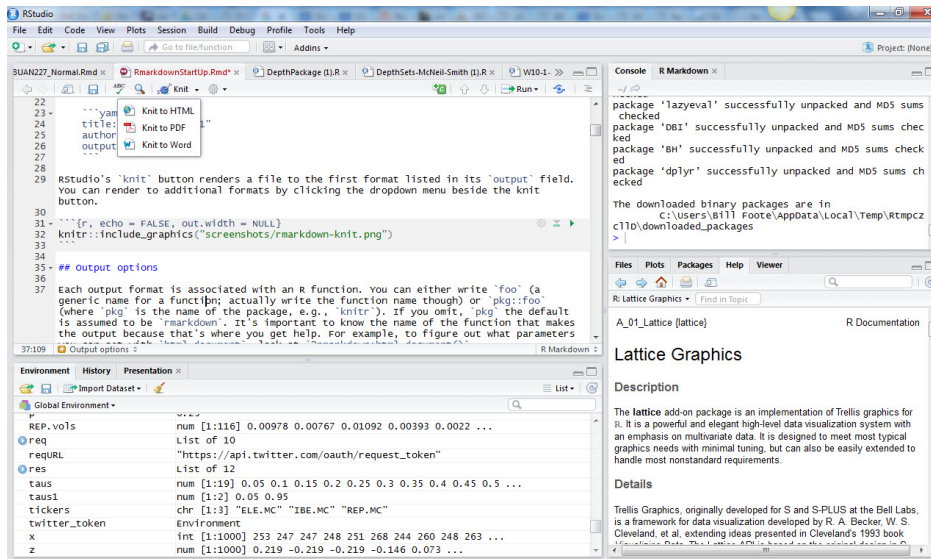 RStudio
File Edit Code View Plots Session Build Debug Profile Tools Help
Go to file/function Addins Project: (None)
BUAN227_Normal.Rmd × RmarkdownStartUp.Rmd* × DepthPackage (1).R × DepthSets-McNeil-Smith (1).R × W10-1-
ABC Knit Run
Knit to HTML
Knit to PDF
Knit to Word
22
23 ```yam
24 title: 1"
25 author
26 output
27 ```
28
29 RStudio's `knit` button renders a file to the first format listed in its `output` field.
You can render to additional formats by clicking the dropdown menu beside the knit
button.
30
31 ```{r, echo = FALSE, out.width = NULL}
32 knitr::include_graphics("screenshots/rmarkdown-knit.png")
33 ```
34
35 ## Output options
36
37 Each output format is associated with an R function. You can either write `foo` (a
generic name for a functibn; actually write the function name though) or `pkg::foo`
(where `pkg` is the name of the package, e.g., `knitr`). If you omit, `pkg` the default
is assumed to be `rmarkdown`. It's important to know the name of the function that makes
the output because that's where you get help. For example, to figure out what parameters
37:109 Output options R Markdown
Environment History Presentation ×
Import Dataset List
Global Environment
p 0.25
REP.vols num [1:116] 0.00978 0.00767 0.01092 0.00393 0.0022 ...
req List of 10
reqURL "https://api.twitter.com/oauth/request_token"
res List of 12
taus num [1:19] 0.05 0.1 0.15 0.2 0.25 0.3 0.35 0.4 0.45 0.5 ...
taus1 num [1:2] 0.05 0.95
tickers chr [1:3] "ELE.MC" "IBE.MC" "REP.MC"
twitter_token Environment
x int [1:1000] 253 247 247 248 251 268 244 260 248 263 ...
z num [1:1000] 0.219 -0.219 -0.219 -0.146 0.073 ...
Console R Markdown ×
~/
package 'lazyeval' successfully unpacked and MD5 sums
checked
package 'DBI' successfully unpacked and MD5 sums chec
ked
package 'BH' successfully unpacked and MD5 sums check
ed
package 'dplyr' successfully unpacked and MD5 sums ch
ecked
The downloaded binary packages are in
C:\Users\Bill Foote\AppData\Local\Temp\Rtmpcz
cllD\downloaded_packages
>
Files Plots Packages Help Viewer
R: Lattice Graphics Find in Topic
A_01_Lattice {lattice} R Documentation
Lattice Graphics
Description
The lattice add-on package is an implementation of Trellis graphics for
R. It is a powerful and elegant high-level data visualization system with
an emphasis on multivariate data. It is designed to meet most typical
graphics needs with minimal tuning, but can also be easily extended to
handle most nonstandard requirements.
Details
Trellis Graphics, originally developed for S and S-PLUS at the Bell Labs,
is a framework for data visualization developed by R. A. Becker, W. S.
Cleveland, et al, extending ideas presented in Cleveland's 1993 book